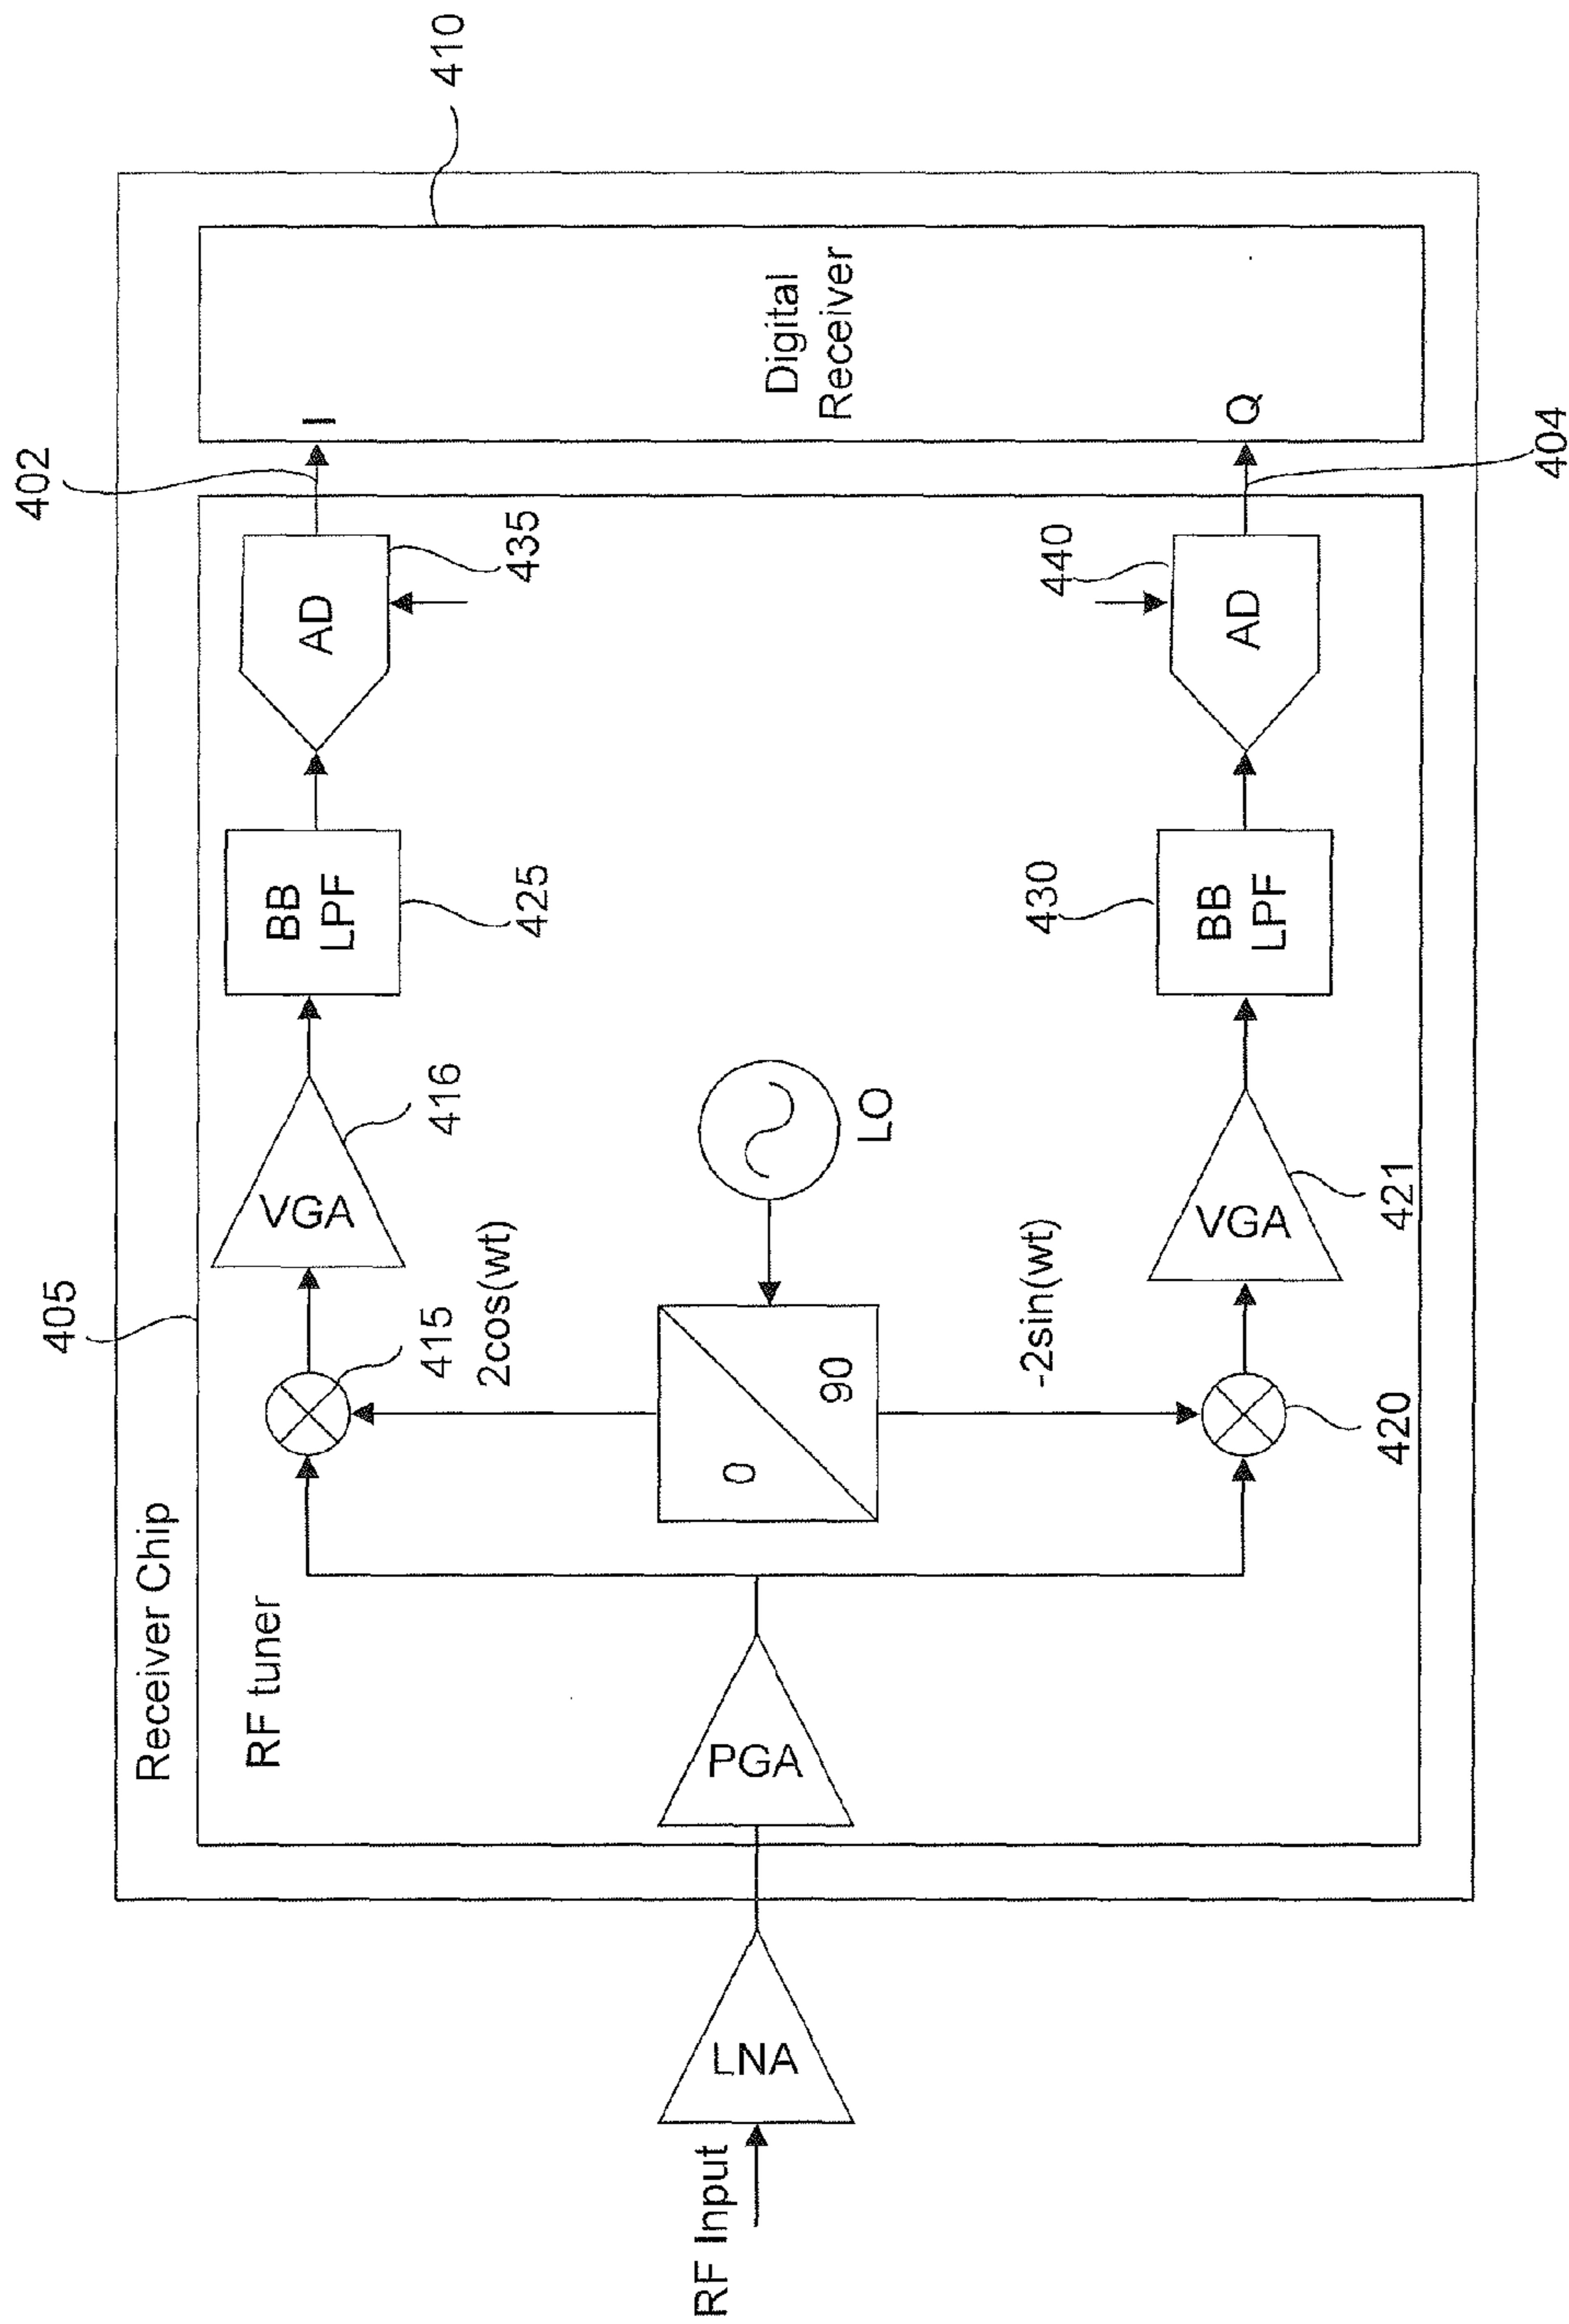 Receiver Chip
405
RF tuner
402
410
RF Input
LNA
PGA
415
2cos(wt)
VGA
416
BB
LPF
425
AD
435
I
0
90
LO
Digital
Receiver
-2sin(wt)
420
VGA
421
BB
LPF
430
AD
440
Q
404